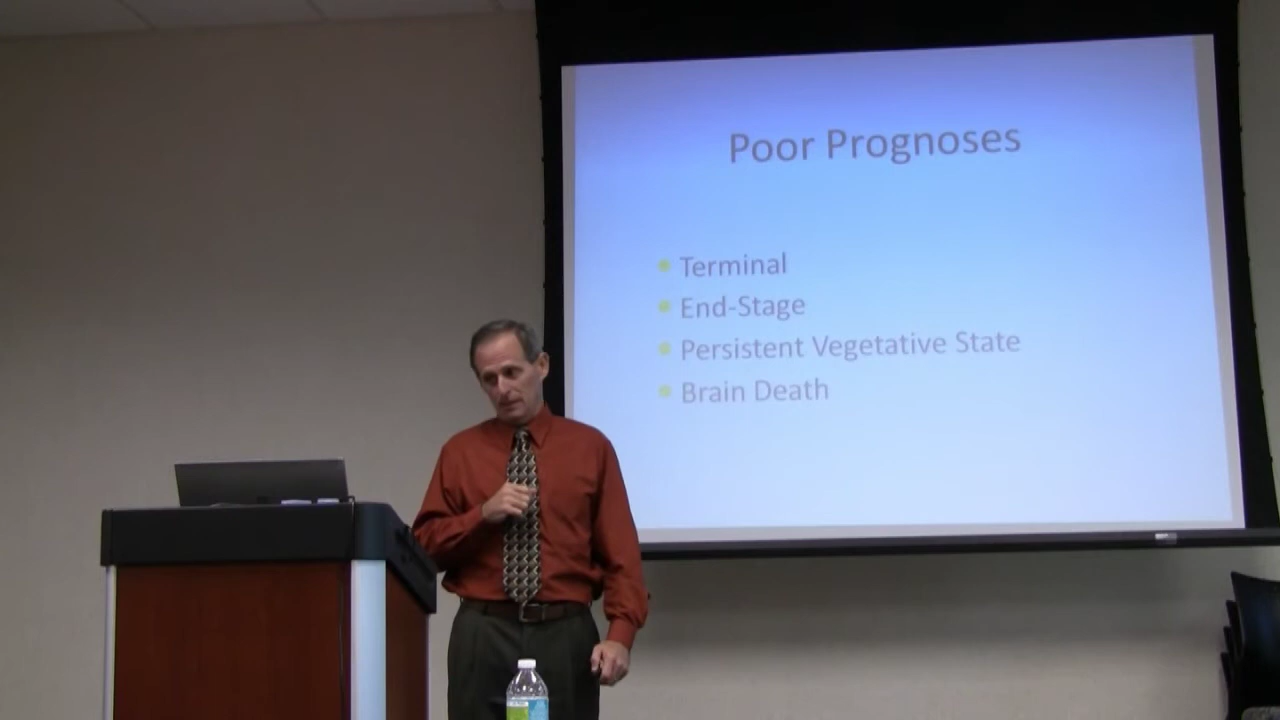 Poor Prognoses
Terminal
End-Stage
Persistent Vegetative State
Brain Death